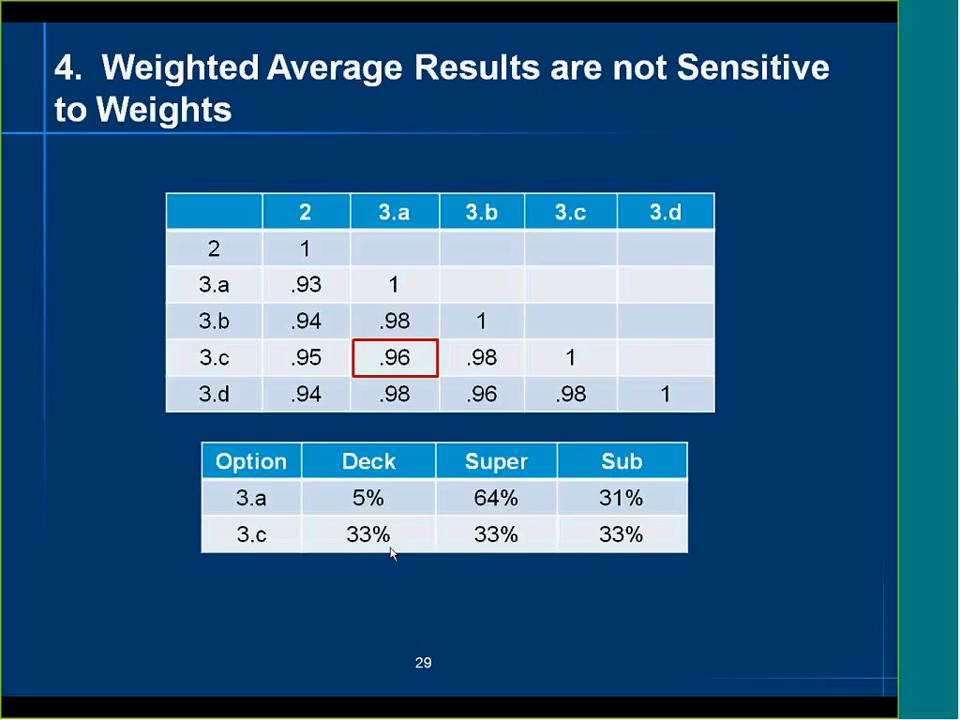 4. Weighted Average Results are not Sensitive
to Weights
2 3.a 3.b 3.c 3.d
2 1
3.a .93 1
3.b .94 .98 1
3.c .95 .96 .98 1
3.d .94 .98 .96 .98 1
Option Deck Super Sub
3.a 5% 64% 31%
3.c 33% 33% 33%
29